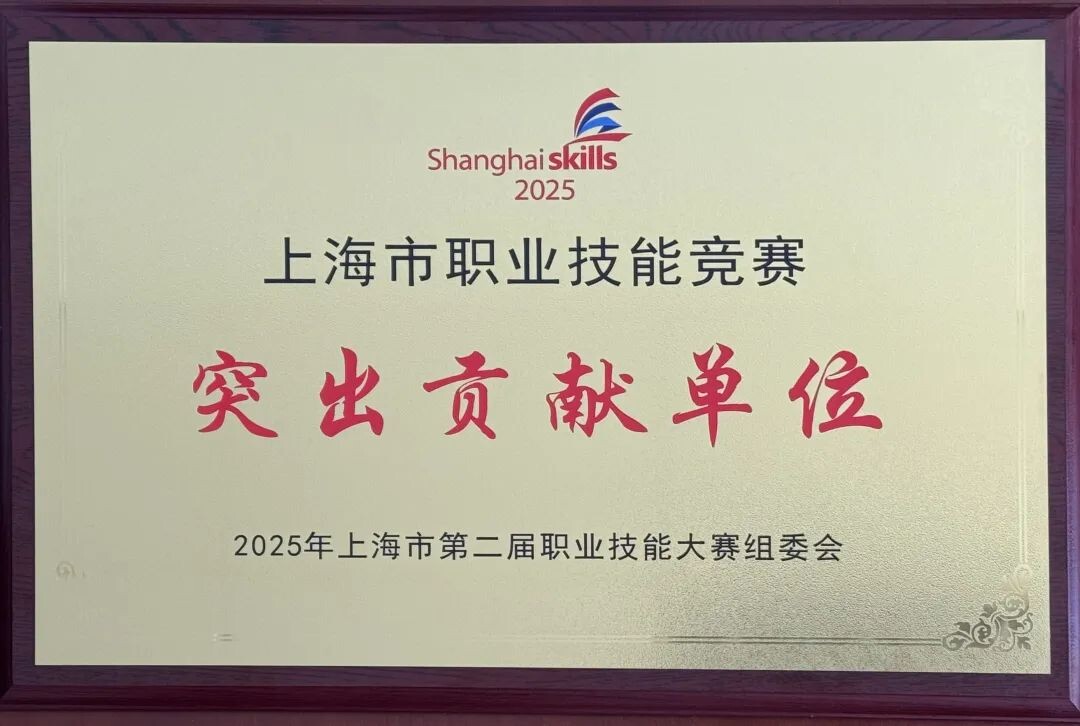 Shanghai skills
2025
上海市职业技能竞赛
突出贡献单位
2025年上海市第二届职业技能大赛组委会